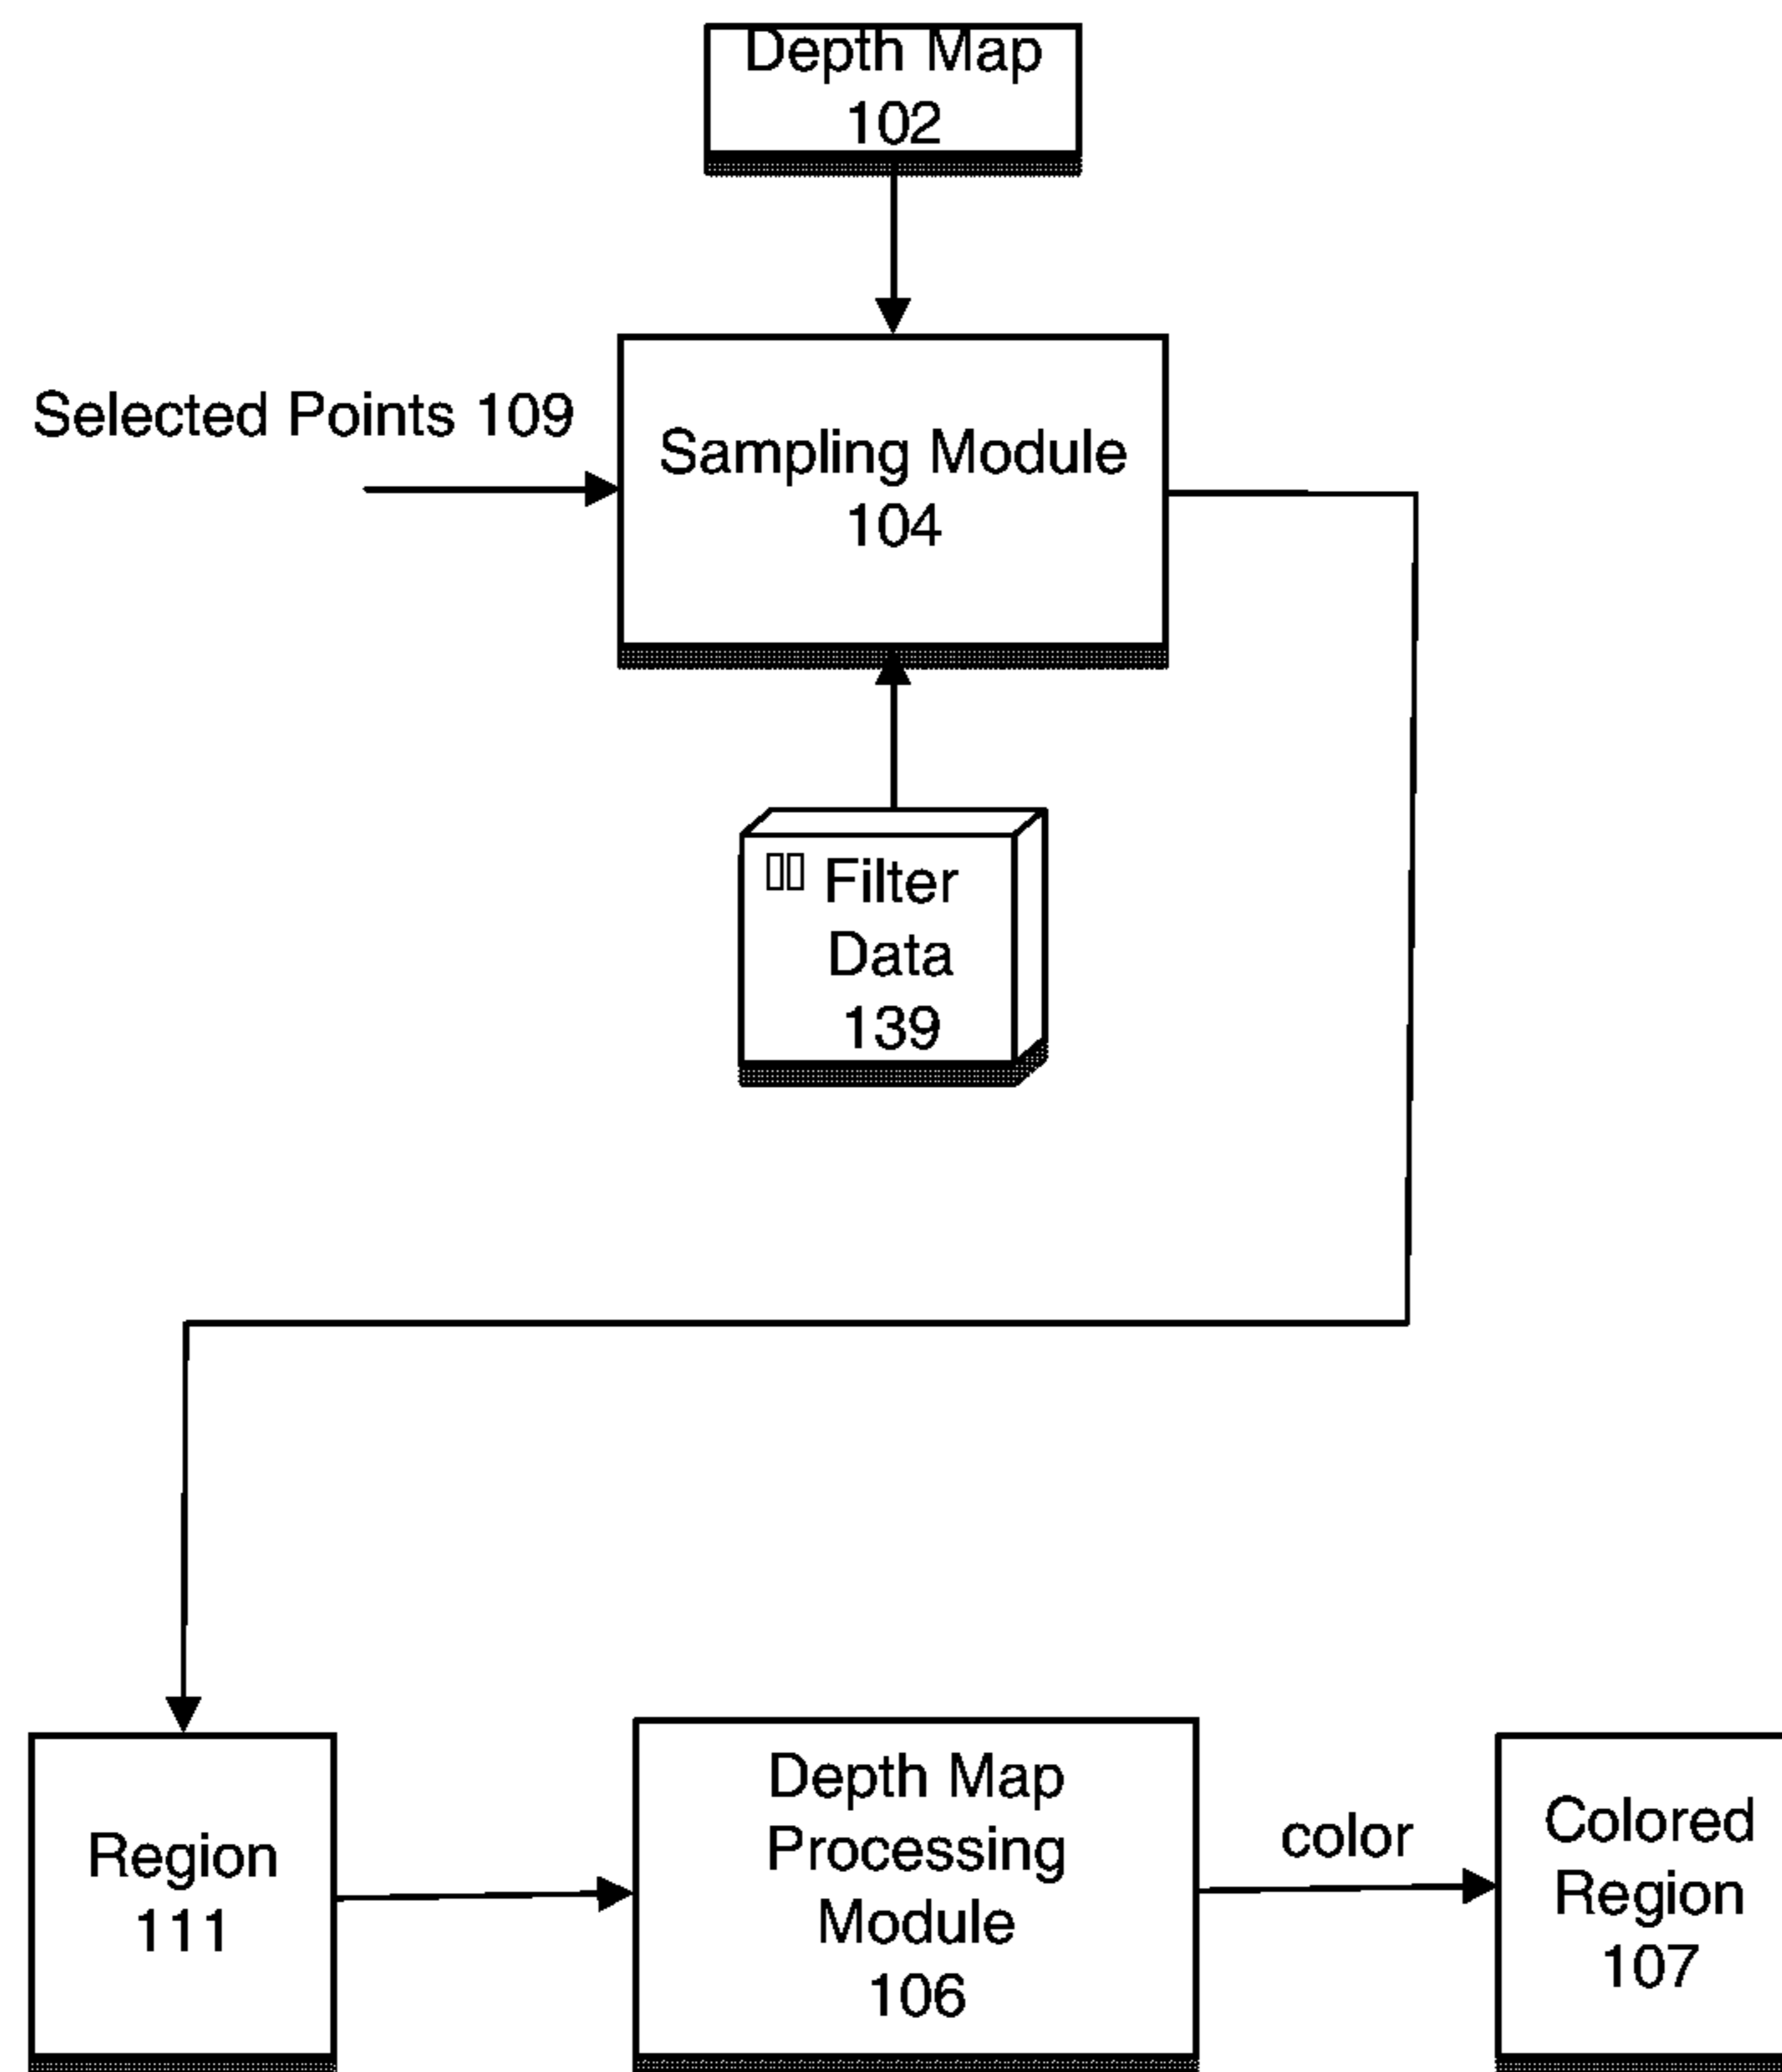 Depth Map
102
Selected Points 109
Sampling Module
104
Filter
Data
139
Region
111
Depth Map
Processing
Module
106
color
Colored
Region
107